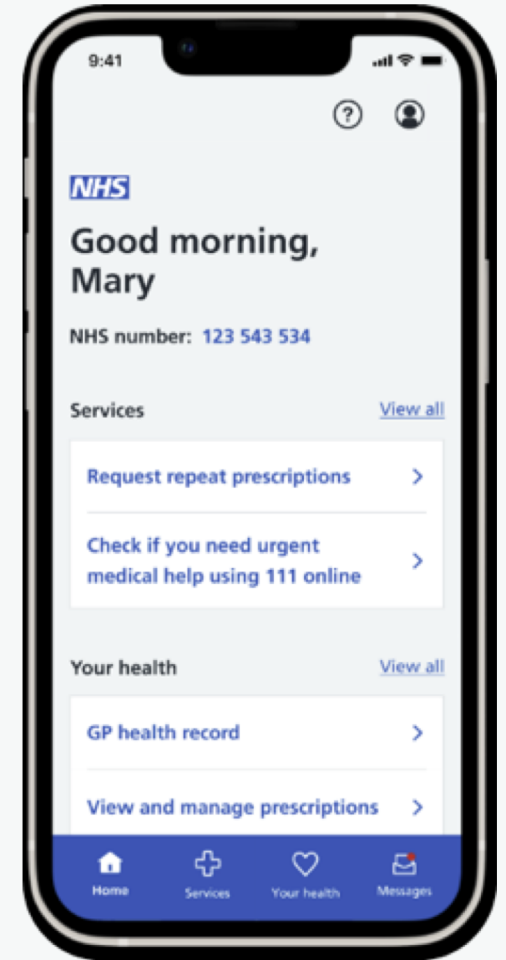 9:41
NHS
Good morning,
Mary
NHS number: 123 543 534
Services View all
Request repeat prescriptions
Check if you need urgent
medical help using 111 online
Your health View all
GP health record
View and manage prescriptions
Home Services Your health Messages